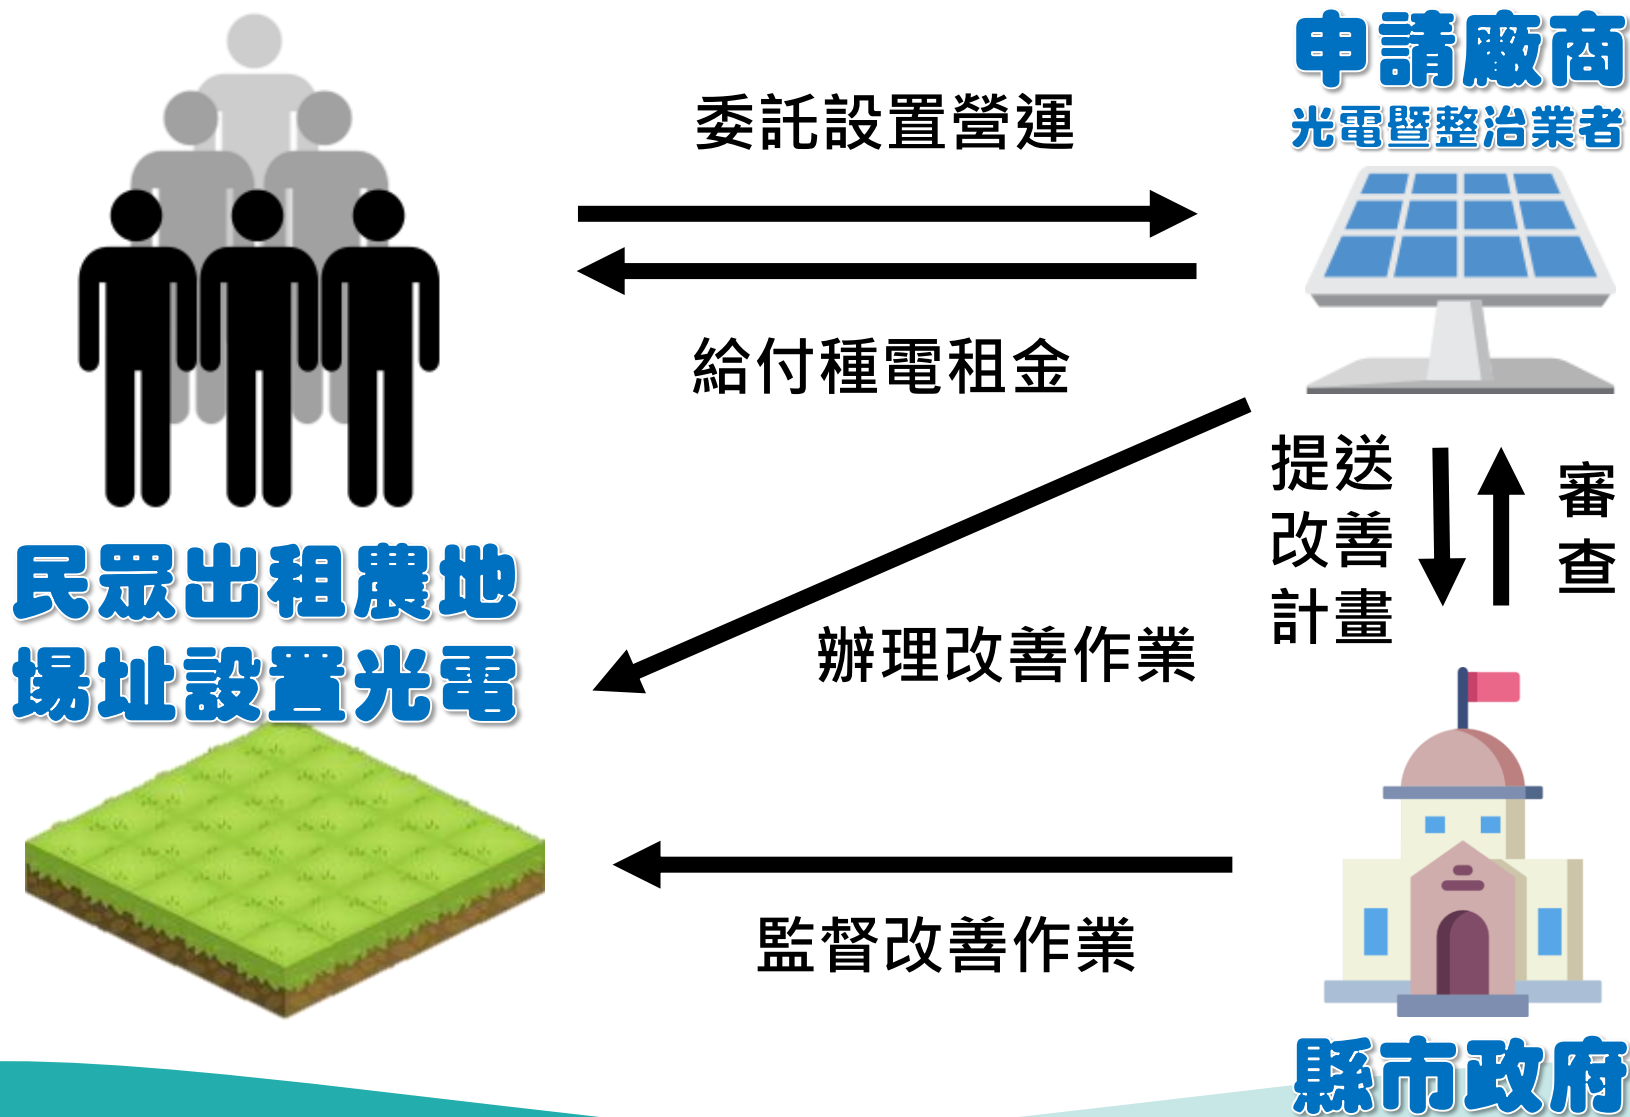 申請廠商
光電暨整治業者
委託設置營運
給付種電租金
提送
改善
計畫
審
查
民眾出租農地
場址設置光電
辦理改善作業
監督改善作業
縣市政府